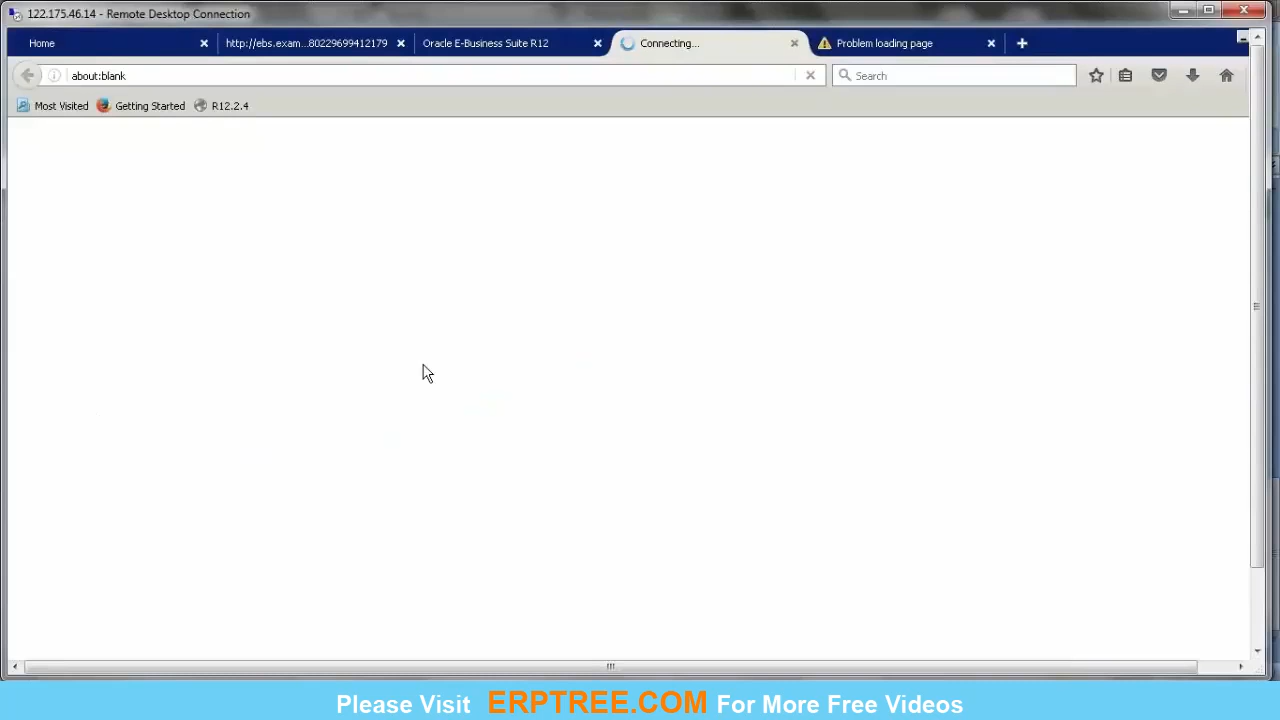 122.175.46.14 - Remote Desktop Connection
Home
http://ebs.exam...80229699412179
Oracle E-Business Suite R12
Connecting...
Problem loading page
about:blank
Search
Most Visited
Getting Started
R12.2.4
Please Visit ERPTREE.COM For More Free Videos